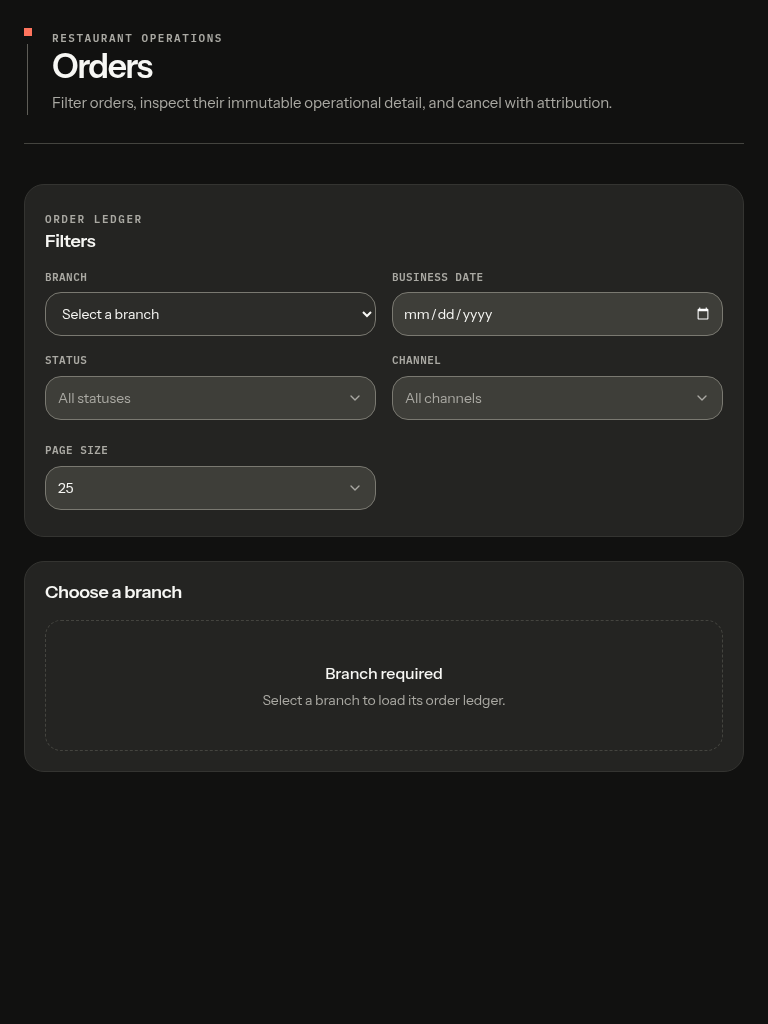 RESTAURANT OPERATIONS
Orders
Filter orders, inspect their immutable operational detail, and cancel with attribution.
ORDER LEDGER
Filters
BRANCH
Select a branch
BUSINESS DATE
mm/dd/yyyy
STATUS
All statuses
CHANNEL
All channels
PAGE SIZE
25
Choose a branch
Branch required
Select a branch to load its order ledger.